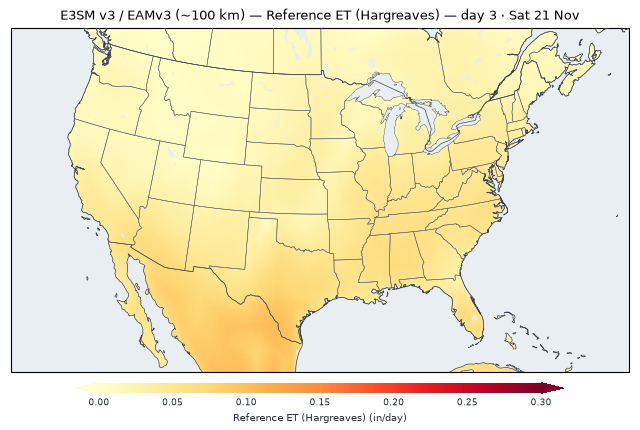 E3SM v3 / EAMv3 (~100 km) — Reference ET (Hargreaves) — day 3 · Sat 21 Nov
0.00 0.05 0.10 0.15 0.20 0.25 0.30
Reference ET (Hargreaves) (in/day)